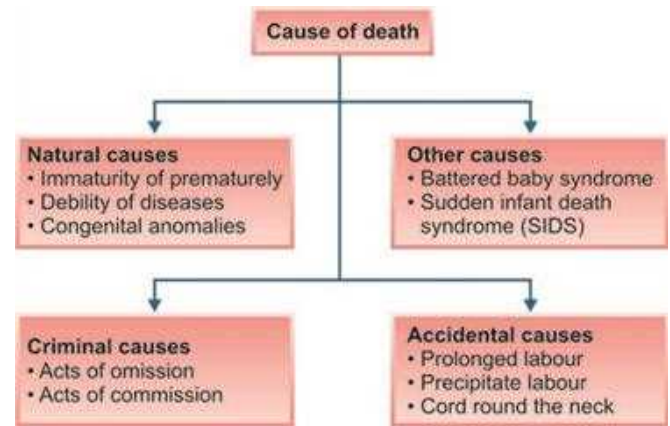 Cause of death
Natural causes
• Immaturity of prematurely
• Debility of diseases
• Congenital anomalies
Other causes
• Battered baby syndrome
• Sudden infant death
syndrome (SIDS)
Criminal causes
• Acts of omission
• Acts of commission
Accidental causes
• Prolonged labour
• Precipitate labour
• Cord round the neck